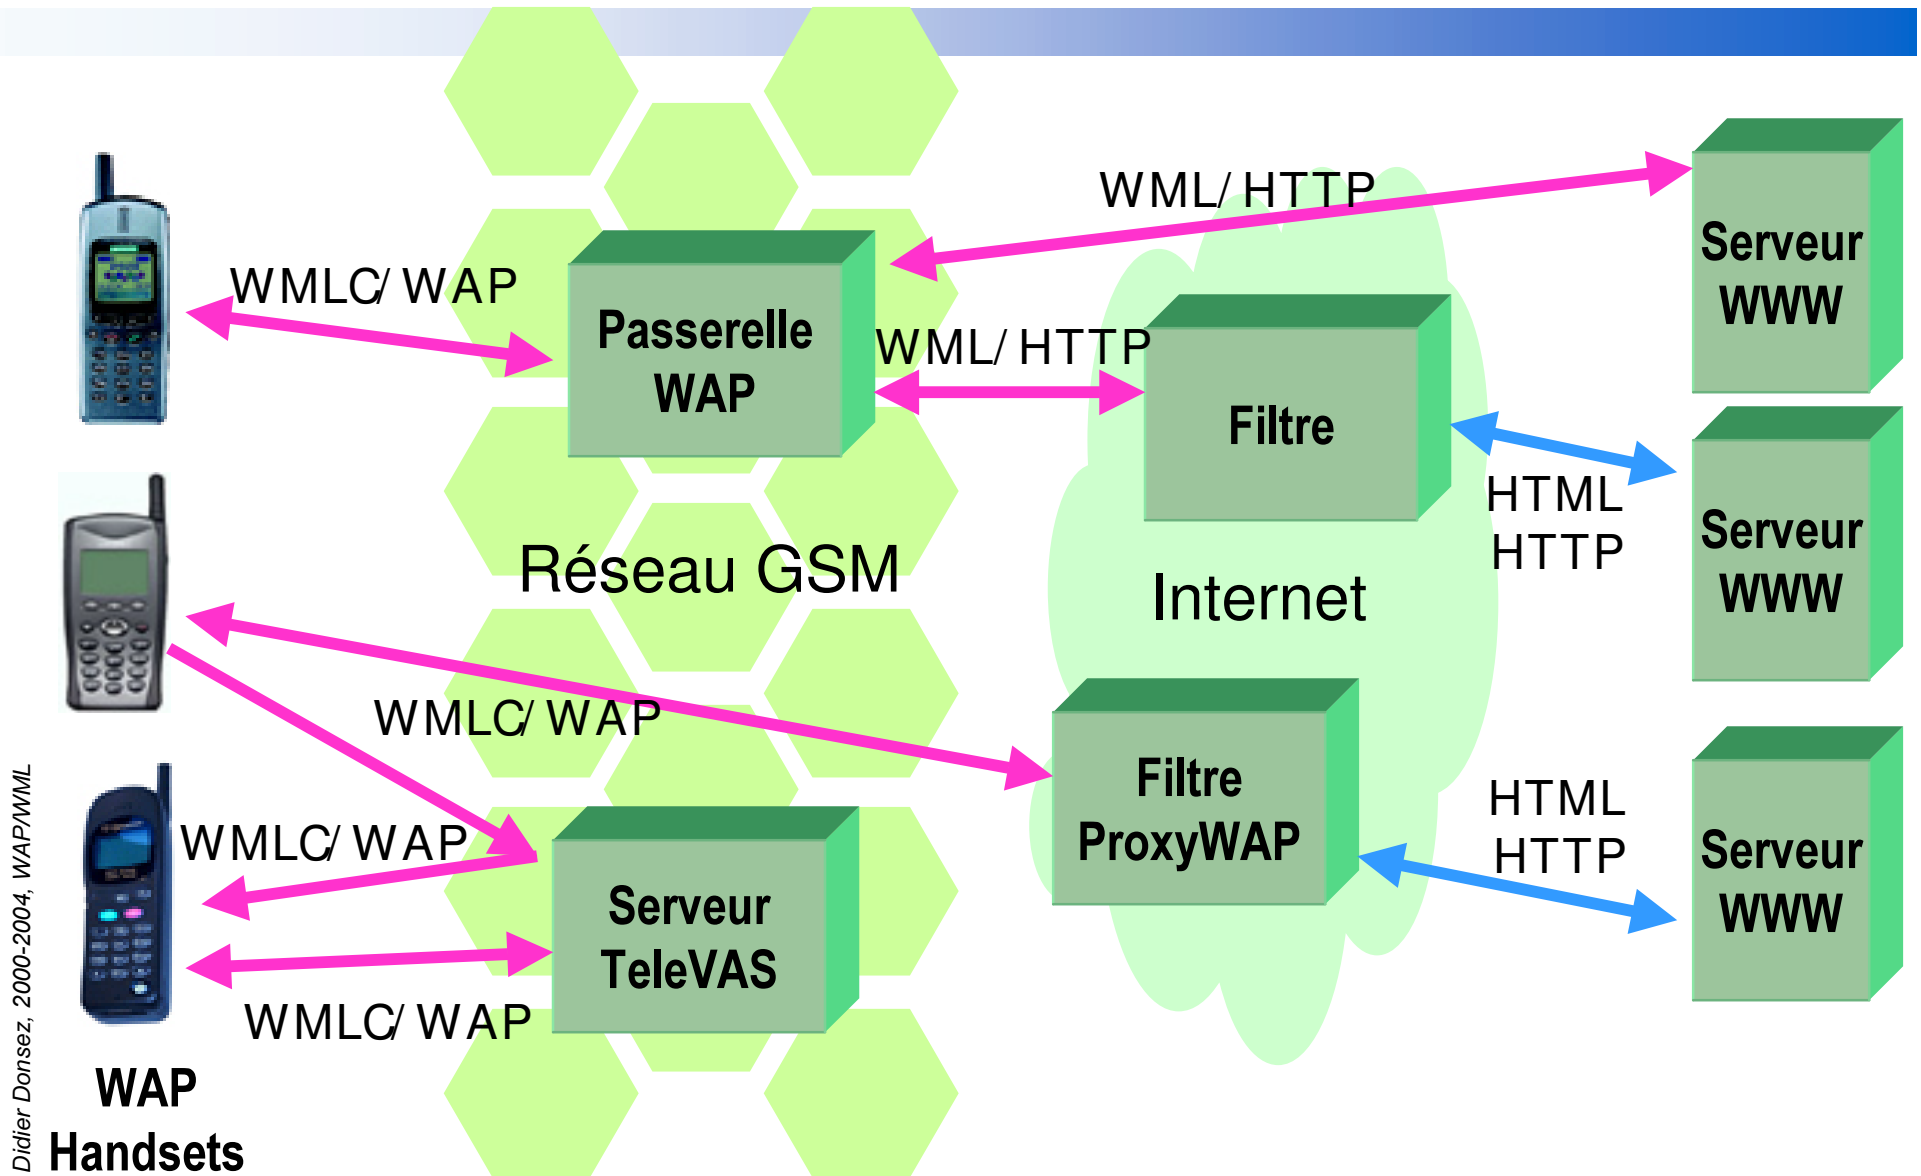 WML/ HTTP
Serveur
WWW
WMLC/ WAP
Passerelle
WAP
WML/ HTTP
Filtre
HTML
HTTP
Serveur
WWW
Réseau GSM
Internet
WMLC/ WAP
Filtre
ProxyWAP
HTML
HTTP
Serveur
WWW
WMLC/ WAP
Serveur
TeleVAS
WMLC/ WAP
WAP
Handsets
Didier Donsez, 2000-2004, WAP/WML